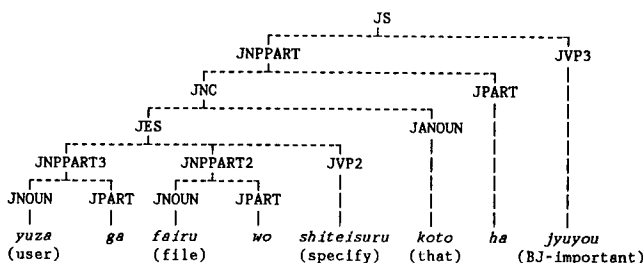 JS
JNPPART JVP3
JNC JPART
JES JANOUN
JNPPART3 JNPPART2 JVP2
JNOUN JPART JNOUN JPART
yuza ga fairu wo shiteisuru koto ha jyuyou
(user) (file) (specify) (that) (BJ-important)